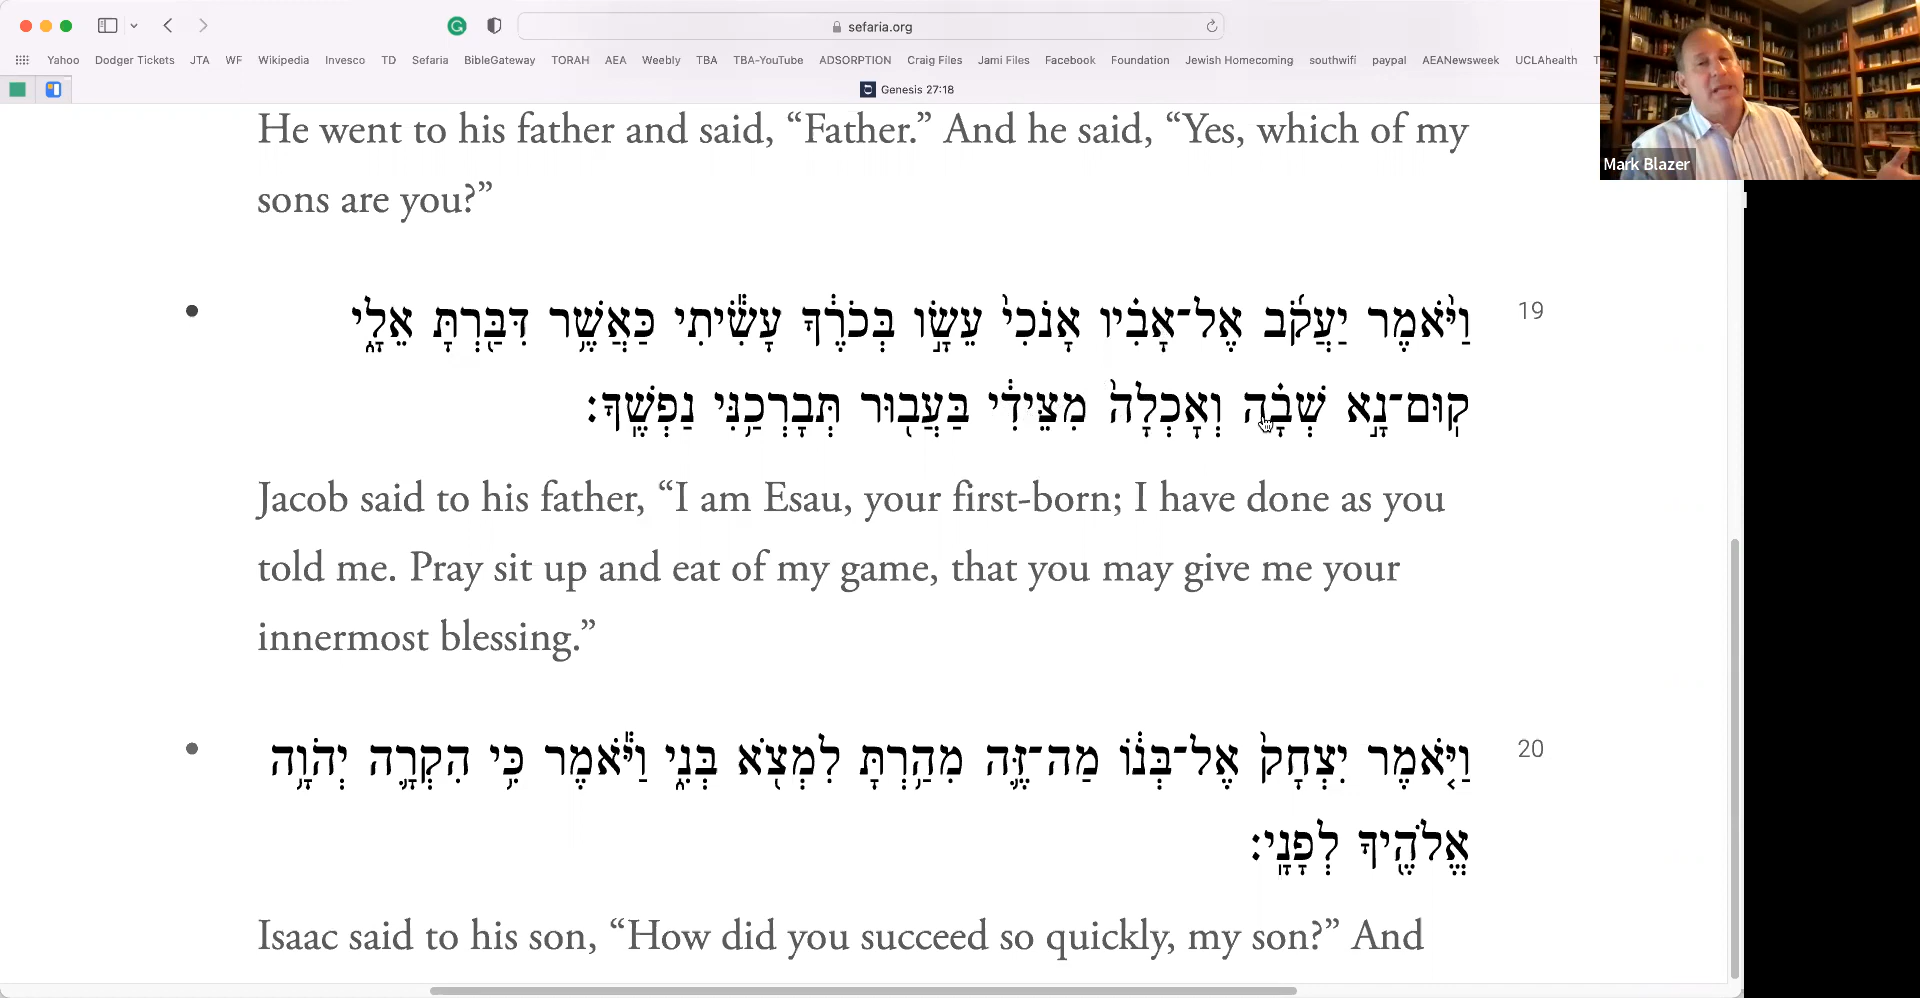 sefaria.org
Yahoo Dodger Tickets JTA WF Wikipedia Invesco TD Sefaria BibleGateway TORAH AEA Weebly TBA TBA-YouTube ADSORPTION Craig Files Jami Files Facebook Foundation Jewish Homecoming southwifi paypal AEANewsweek UCLAhealth
Genesis 27:18
Mark Blazer
He went to his father and said, “Father.” And he said, “Yes, which of my
sons are you?”
19
וַיֹּ֨אמֶר יַעֲקֹ֜ב אֶל־אָבִ֗יו אָנֹכִי֙ עֵשָׂ֣ו בְּכֹרֶ֔ךָ עָשִׂ֕יתִי כַּאֲשֶׁ֥ר דִּבַּ֖רְתָּ אֵלָ֑י
קֽוּם־נָ֣א שְׁבָ֗ה וְאָכְלָה֙ מִצֵּידִ֔י בַּעֲב֖וּר תְּבָרְכַ֥נִּי נַפְשֶֽׁךָ׃
Jacob said to his father, “I am Esau, your first-born; I have done as you
told me. Pray sit up and eat of my game, that you may give me your
innermost blessing.”
20
וַיֹּ֤אמֶר יִצְחָק֙ אֶל־בְּנ֔וֹ מַה־זֶּ֛ה מִהַ֥רְתָּ לִמְצֹ֖א בְּנִ֑י וַיֹּ֕אמֶר כִּ֥י הִקְרָ֛ה יְהֹוָ֥ה
אֱלֹהֶ֖יךָ לְפָנָֽי׃
Isaac said to his son, “How did you succeed so quickly, my son?” And